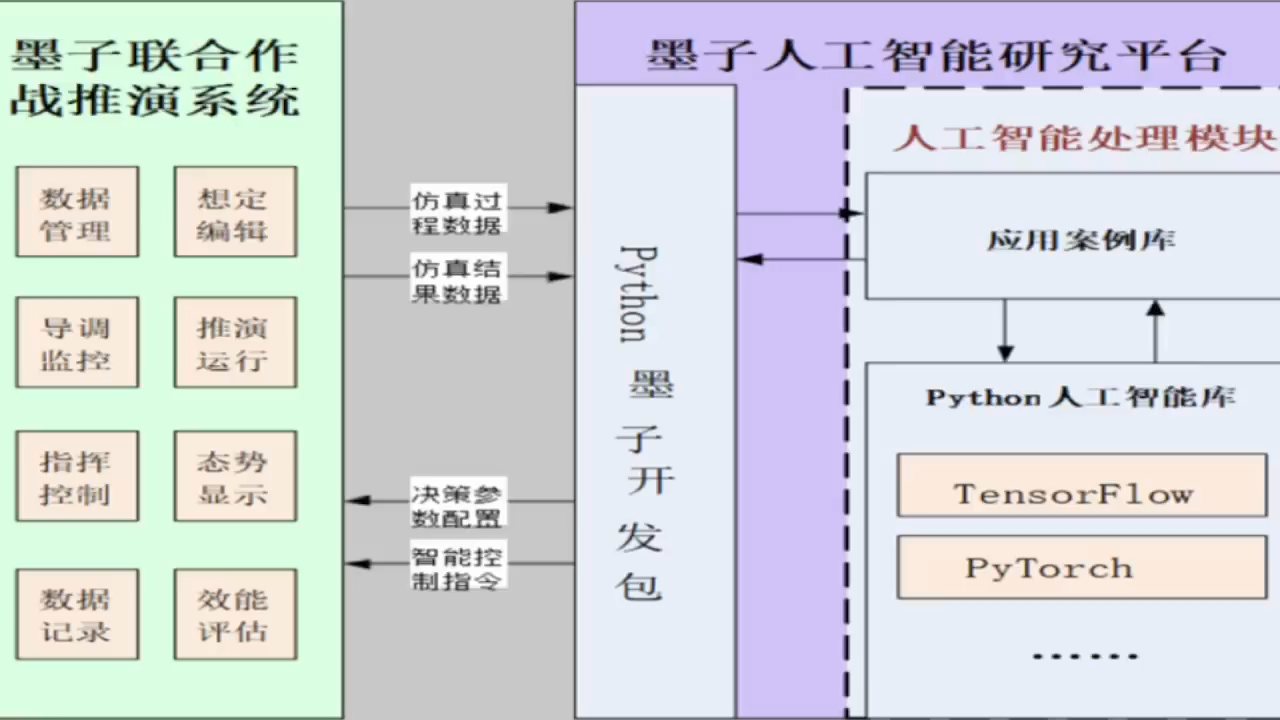 墨子联合作
战推演系统
数据
管理
想定
编辑
导调
监控
推演
运行
指挥
控制
态势
显示
数据
记录
效能
评估
仿真过
程数据
仿真结
果数据
决策参
数配置
智能控
制指令
墨子人工智能研究平台
Python 墨子开发包
人工智能处理模块
应用案例库
Python人工智能库
TensorFlow
PyTorch
······